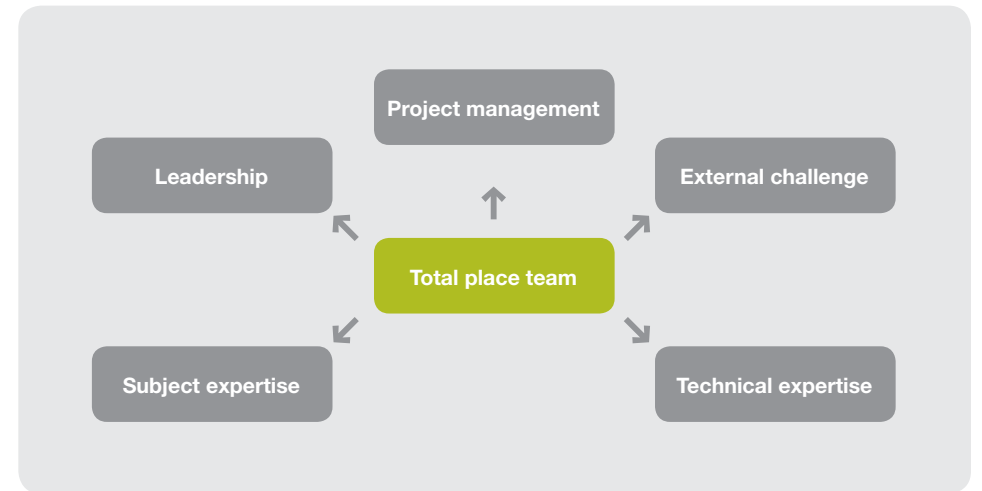 Project management
Leadership
External challenge
Total place team
Subject expertise
Technical expertise